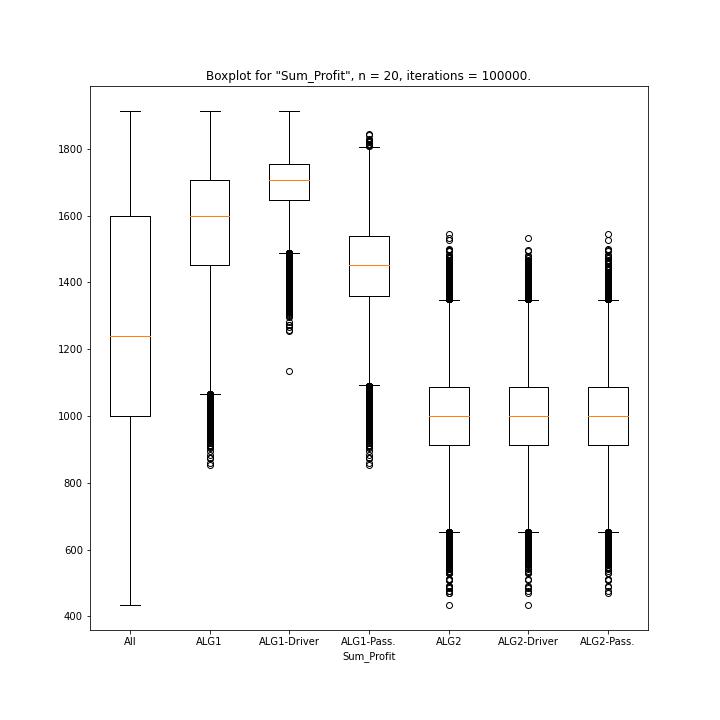 Boxplot for "Sum_Profit", n = 20, iterations = 100000.
1800
1600
1400
1200
1000
800
600
400
All ALG1 ALG1-Driver ALG1-Pass. ALG2 ALG2-Driver ALG2-Pass.
Sum_Profit